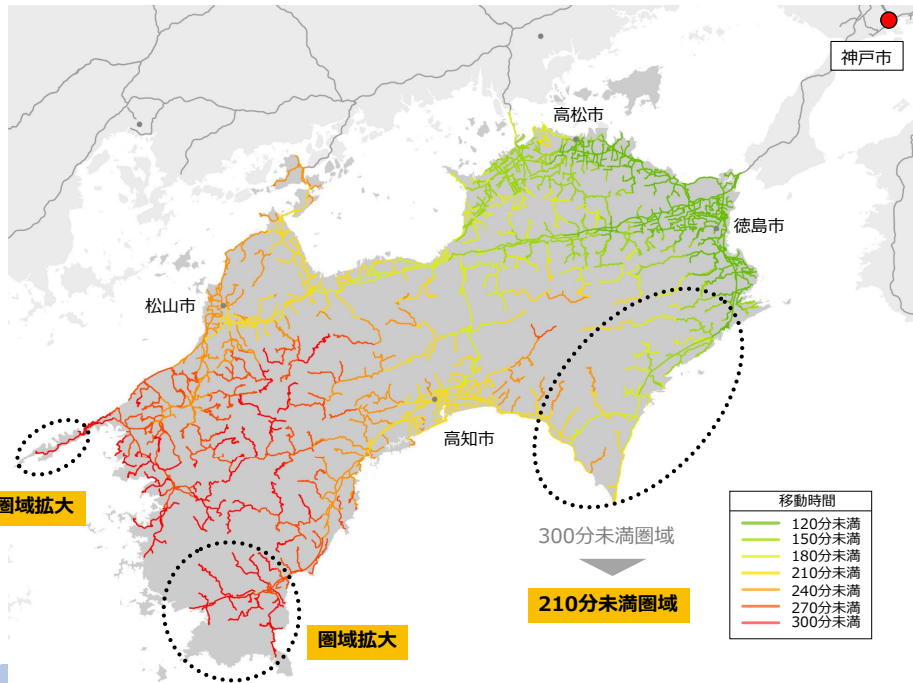 神戸市
高松市
徳島市
松山市
高知市
圏域拡大
300分未満圏域
210分未満圏域
圏域拡大
移動時間
120分未満
150分未満
180分未満
210分未満
240分未満
270分未満
300分未満